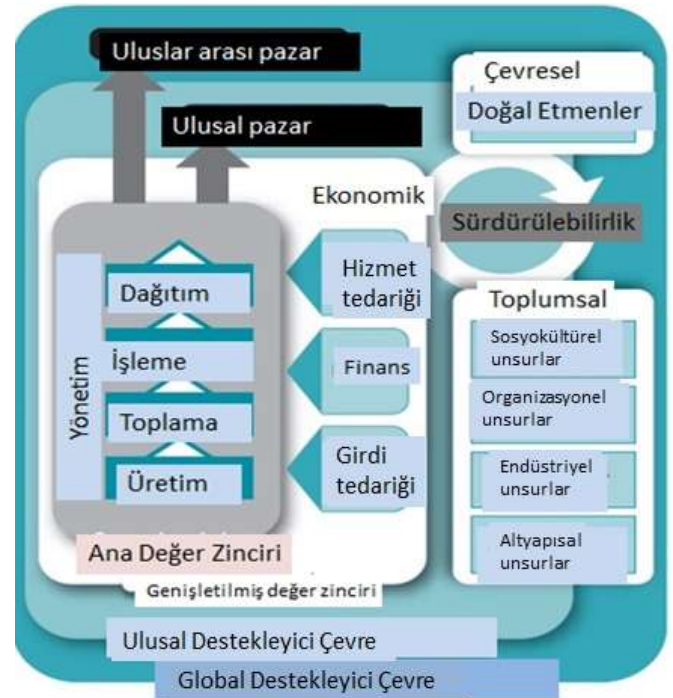 Uluslar arası pazar
Ulusal pazar
Çevresel
Doğal Etmenler
Ekonomik
Sürdürülebilirlik
Yönetim
Dağıtım
İşleme
Toplama
Üretim
Hizmet
tedariği
Finans
Girdi
tedariği
Toplumsal
Sosyokültürel
unsurlar
Organizasyonel
unsurlar
Endüstriyel
unsurlar
Altyapısal
unsurlar
Ana Değer Zinciri
Genişletilmiş değer zinciri
Ulusal Destekleyici Çevre
Global Destekleyici Çevre